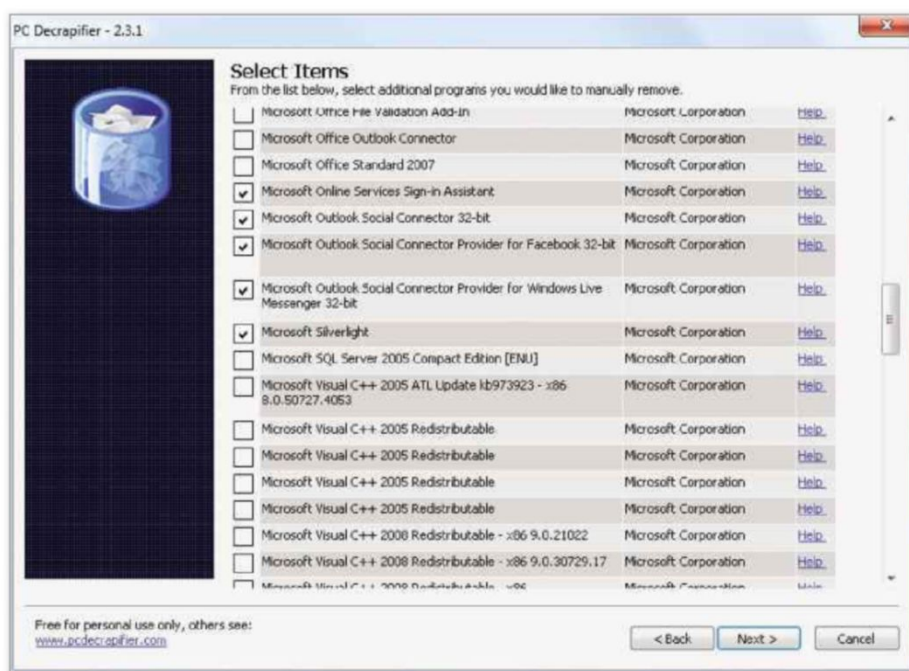 PC Decrapifier - 2.3.1
Select Items
From the list below, select additional programs you would like to manually remove.
Microsoft Office File Validation Add-In Microsoft Corporation Help
Microsoft Office Outlook Connector Microsoft Corporation Help
Microsoft Office Standard 2007 Microsoft Corporation Help
Microsoft Online Services Sign-in Assistant Microsoft Corporation Help
Microsoft Outlook Social Connector 32-bit Microsoft Corporation Help
Microsoft Outlook Social Connector Provider for Facebook 32-bit Microsoft Corporation Help
Microsoft Outlook Social Connector Provider for Windows Live Microsoft Corporation Help
Messenger 32-bit
Microsoft Silverlight Microsoft Corporation Help
Microsoft SQL Server 2005 Compact Edition [ENU] Microsoft Corporation Help
Microsoft Visual C++ 2005 ATL Update kb973923 - x86 Microsoft Corporation Help
8.0.50727.4053
Microsoft Visual C++ 2005 Redistributable Microsoft Corporation Help
Microsoft Visual C++ 2005 Redistributable Microsoft Corporation Help
Microsoft Visual C++ 2005 Redistributable Microsoft Corporation Help
Microsoft Visual C++ 2005 Redistributable Microsoft Corporation Help
Microsoft Visual C++ 2008 Redistributable - x86 9.0.21022 Microsoft Corporation Help
Microsoft Visual C++ 2008 Redistributable - x86 9.0.30729.17 Microsoft Corporation Help
Microsoft Visual C++ 2008 Redistributable - x86 Microsoft Corporation Help
Free for personal use only, others see:
www.pcdecrapifier.com
< Back Next > Cancel